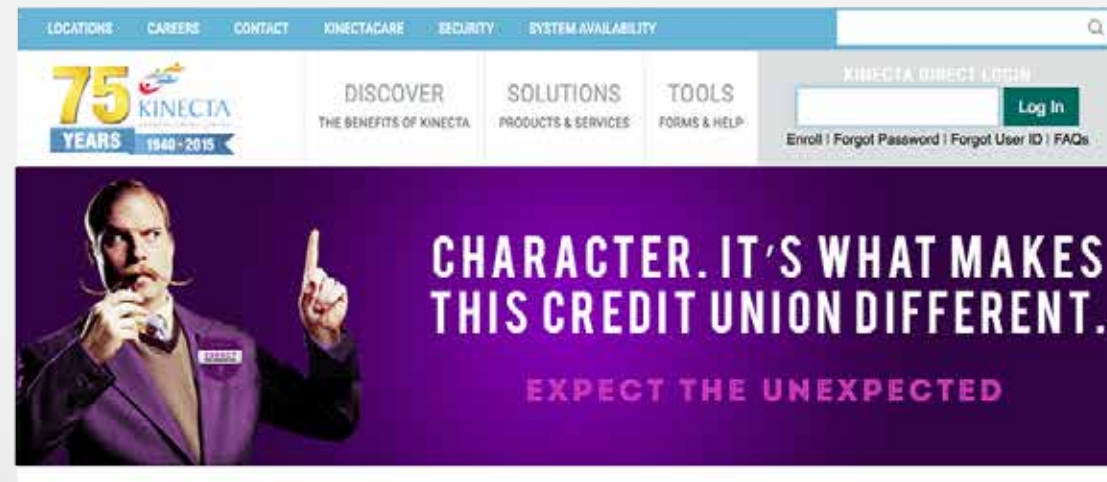 LOCATIONS CAREERS CONTACT KINECTACARE SECURITY SYSTEM AVAILABILITY
75 YEARS
KINECTA
1940 - 2015
DISCOVER
THE BENEFITS OF KINECTA
SOLUTIONS
PRODUCTS & SERVICES
TOOLS
FORMS & HELP
KINECTA DIRECT LOGIN
Log In
Enroll | Forgot Password | Forgot User ID | FAQs
CHARACTER. IT'S WHAT MAKES
THIS CREDIT UNION DIFFERENT.
EXPECT THE UNEXPECTED
EXPECT